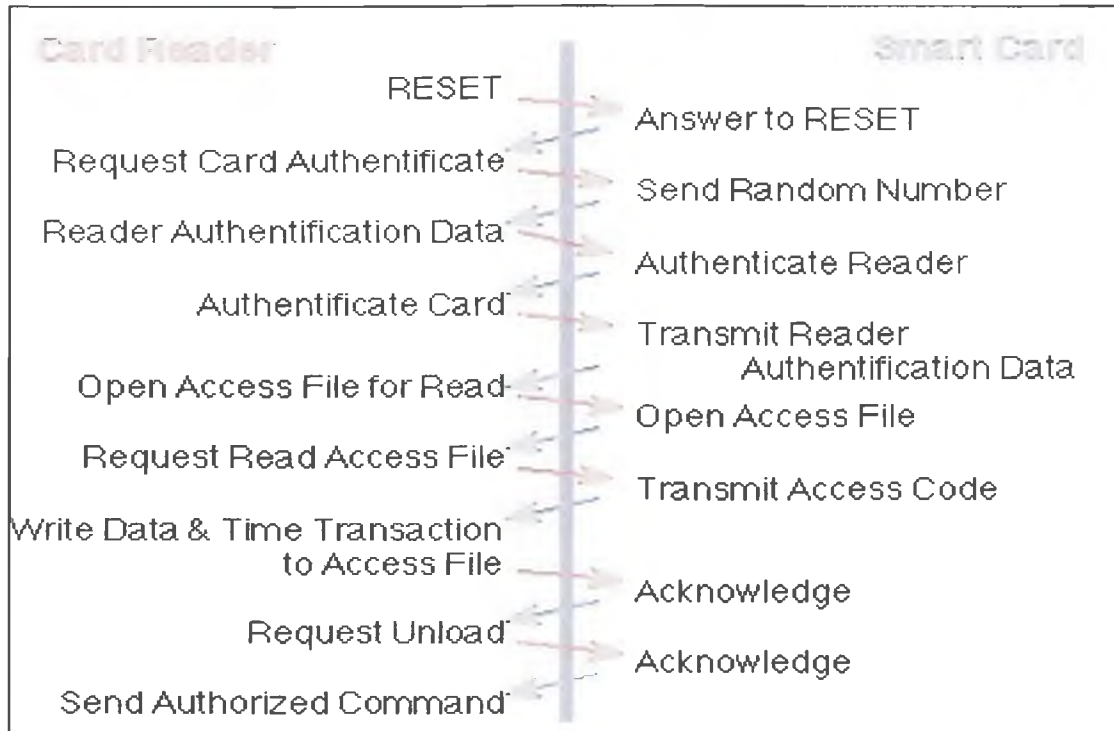 Card Reader
Smart Card
RESET
Answer to RESET
Request Card Authentificate
Send Random Number
Reader Authentification Data
Authenticate Reader
Authentificate Card
Transmit Reader
Authentification Data
Open Access File for Read
Open Access File
Request Read Access File
Transmit Access Code
Write Data & Time Transaction
to Access File
Acknowledge
Request Unload
Acknowledge
Send Authorized Command